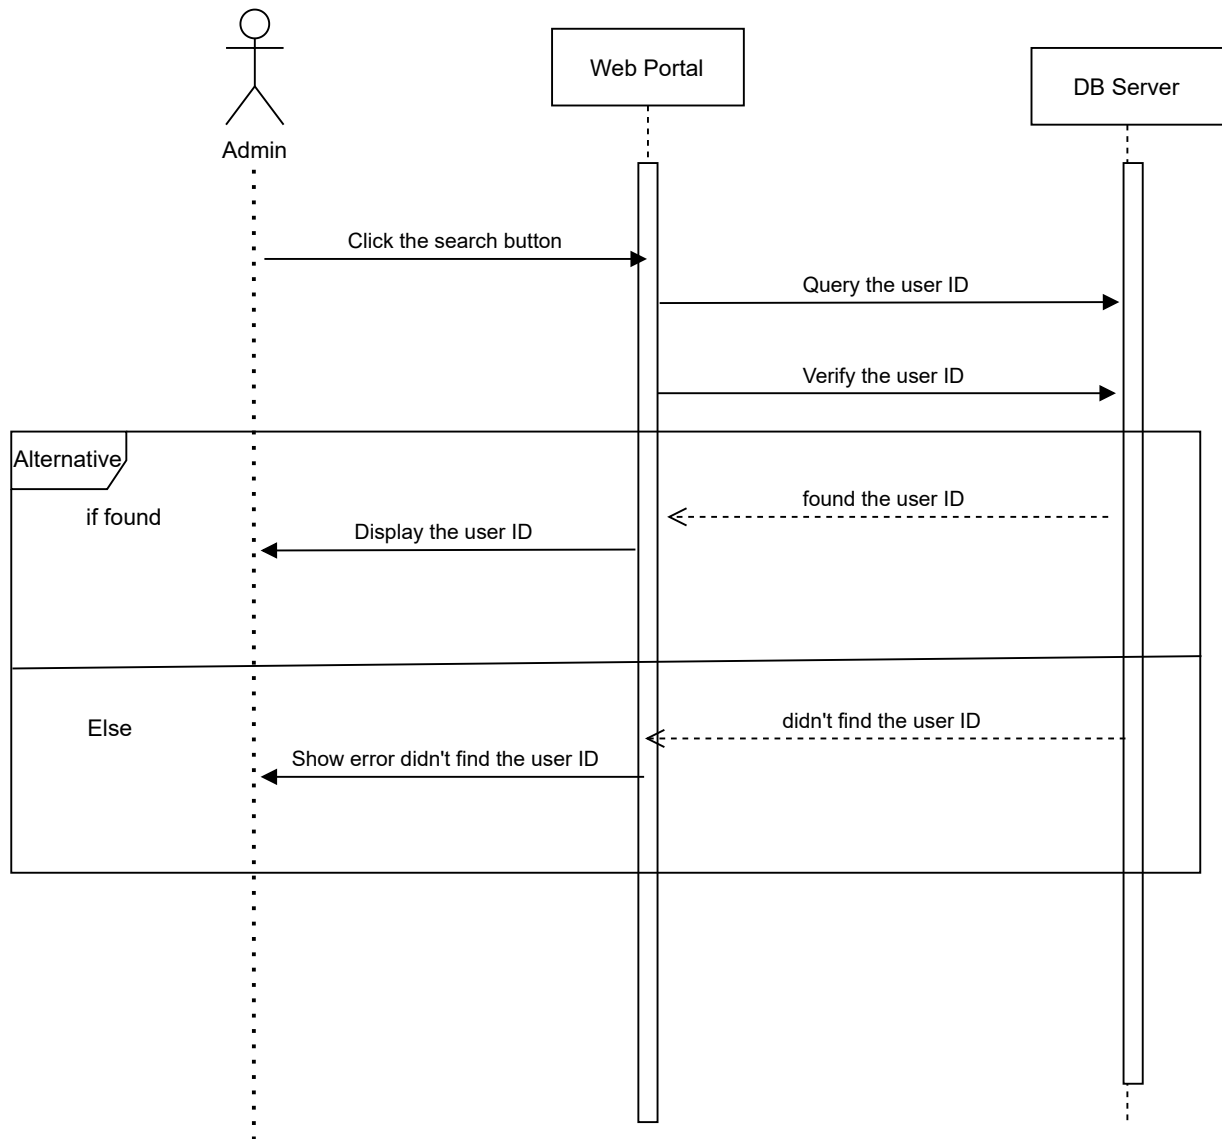 Web Portal
DB Server
Admin
Click the search button
Query the user ID
Verify the user ID
Alternative
found the user ID
if found
Display the user ID
didn't find the user ID
Else
Show error didn't find the user ID